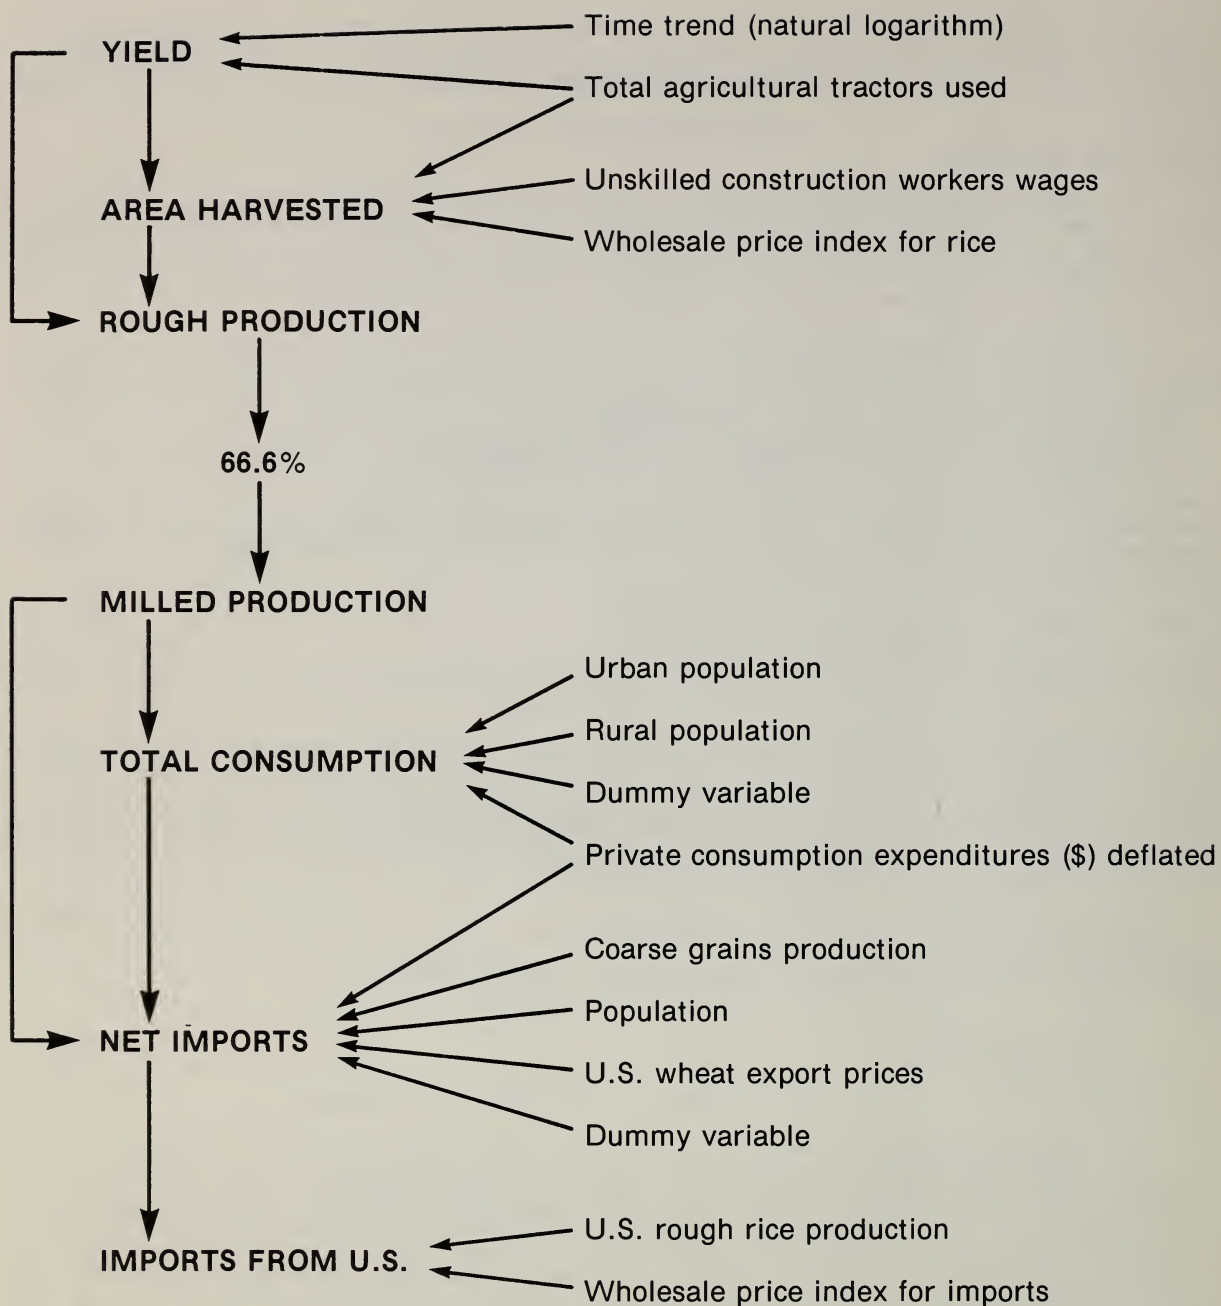 Time trend (natural logarithm)
YIELD
Total agricultural tractors used
Unskilled construction workers wages
AREA HARVESTED
Wholesale price index for rice
ROUGH PRODUCTION
66.6%
MILLED PRODUCTION
Urban population
Rural population
TOTAL CONSUMPTION
Dummy variable
Private consumption expenditures ($) deflated
Coarse grains production
Population
NET IMPORTS
U.S. wheat export prices
Dummy variable
U.S. rough rice production
IMPORTS FROM U.S.
Wholesale price index for imports